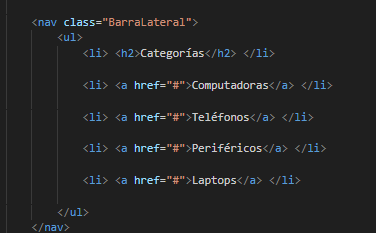 <nav class="BarraLateral">
<ul>
<li> <h2>Categorías</h2> </li>
<li> <a href="#">Computadoras</a> </li>
<li> <a href="#">Teléfonos</a> </li>
<li> <a href="#">Periféricos</a> </li>
<li> <a href="#">Laptops</a> </li>
</ul>
</nav>